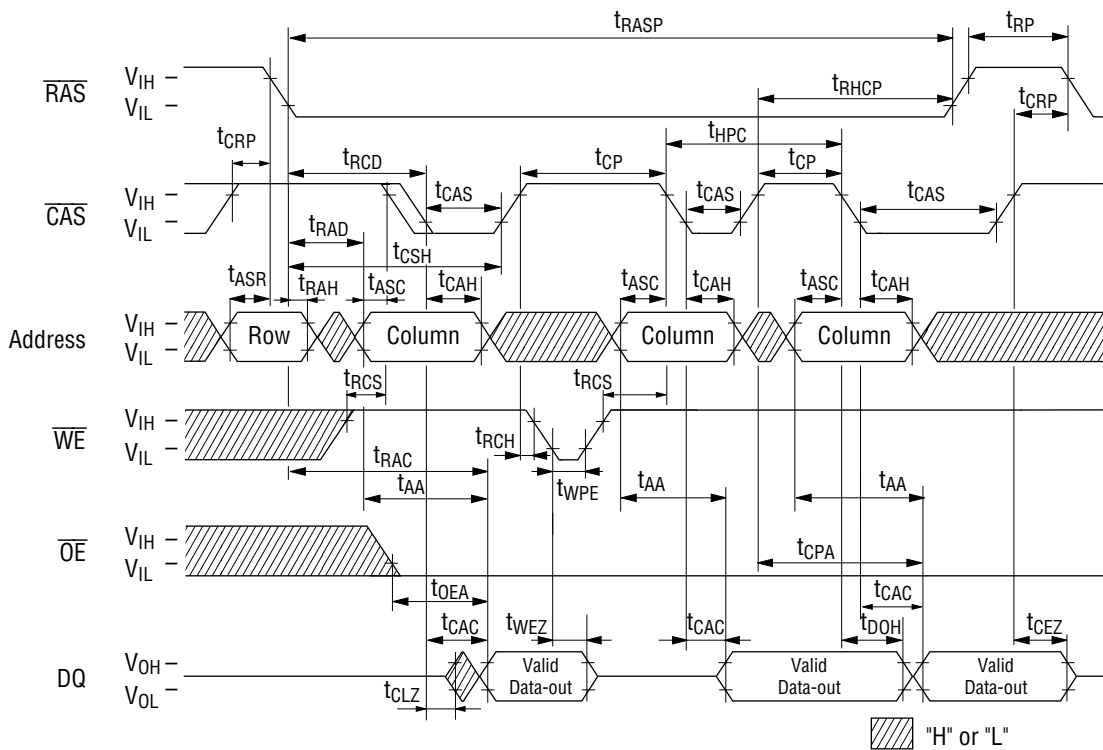 tRASP
tRP
RAS
VIH
VIL
tRHCP
tCRP
tCRP
tRCD
tCP
tHPC
tCP
CAS
VIH
VIL
tCAS
tCAS
tCAS
tRAD
tCSH
tASR
tRAH
tASC
tCAH
tASC
tCAH
tASC
tCAH
Address
VIH
VIL
Row
Column
Column
Column
tRCS
tRCS
WE
VIH
VIL
tRCH
tRAC
tWPE
tAA
tAA
tAA
OE
VIH
VIL
tCPA
tOEA
tCAC
tCAC
tWEZ
tCAC
tDOH
tCEZ
DQ
VOH
VOL
Valid
Data-out
Valid
Data-out
Valid
Data-out
tCLZ
"H" or "L"